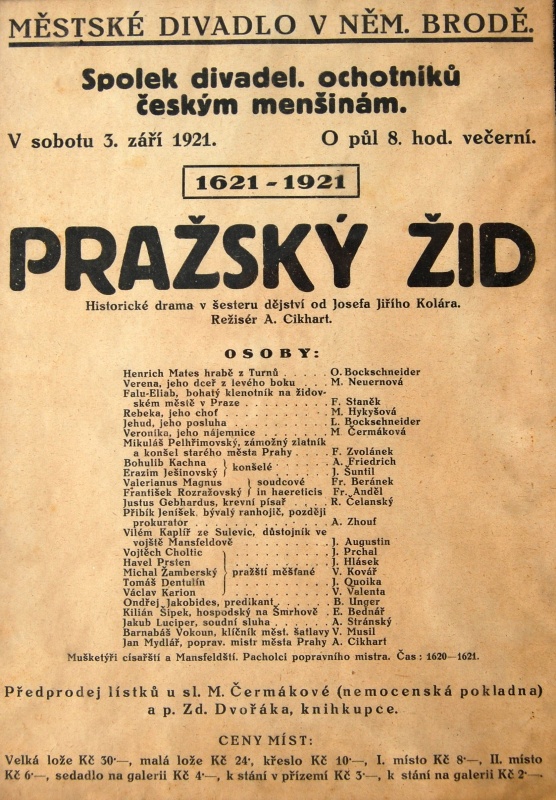 MĚSTSKÉ DIVADLO V NĚM. BRODĚ.
Spolek divadel. ochotníků
českým menšinám.
V sobotu 3. září 1921. O půl 8. hod. večerní.
1621 - 1921
PRAŽSKÝ ŽID
Historické drama v šesteru dějství od Josefa Jiřího Kolára.
Režisér A. Cikhart.
OSOBY:
Henrich Mates hrabě z Turnů . . . . . O. Bockschneider
Verena, jeho dceř z levého boku . . . M. Neuernová
Falu-Eliab, bohatý klenotník na židov-
ském městě v Praze . . . . . . . . . F. Staněk
Rebeka, jeho choť . . . . . . . . . . M. Hykyšová
Jehud, jeho posluha . . . . . . . . . L. Bockschneider
Veronika, jeho nájemnice . . . . . . M. Čermáková
Mikuláš Pelhřimovský, zámožný zlatník
a konšel starého města Prahy . . . . F. Zvolánek
Bohulib Kachna } konšelé . . . . . . A. Friedrich
Erazim Ješinovský } J. Šuntil
Valerianus Magnus } soudcové Fr. Beránek
František Rozražovský } in haereticis Fr. Anděl
Justus Gebhardus, krevní písař . . . . R. Čelanský
Přibík Jeníšek, bývalý ranhojič, později
prokurator . . . . . . . . . . . . . A. Zhouf
Vilém Kaplíř ze Sulevic, důstojník ve
vojště Mansfeldově . . . . . . . . . J. Augustin
Vojtěch Choltic } . . . . . . . . . J. Prchal
Havel Prsten } . . . . . . . . . J. Hlásek
Michal Žamberský } pražští měšťané V. Kovář
Tomáš Dentulín } . . . . . . . . . J. Quoika
Václav Karion } . . . . . . . . . V. Valenta
Ondřej Jakobides, predikant . . . . . B. Unger
Kilián Šípek, hospodský na Smrhově . E. Bednář
Jakub Luciper, soudní sluha . . . . . A. Stránský
Barnabáš Vokoun, klíčník měst. šatlavy V. Musil
Jan Mydlář, poprav. mistr města Prahy A. Cikhart
Mušketýři císařští a Mansfeldští. Pacholci popravního mistra. Čas : 1620—1621.
Předprodej lístků u sl. M. Čermákové (nemocenská pokladna)
a p. Zd. Dvořáka, knihkupce.
CENY MÍST:
Velká lože Kč 30·—, malá lože Kč 24, křeslo Kč 10·—, I. místo Kč 8·—, II. místo
Kč 6·—, sedadlo na galerii Kč 4·—, k stání v přízemí Kč 3·—, k stání na galerii Kč 2·—.